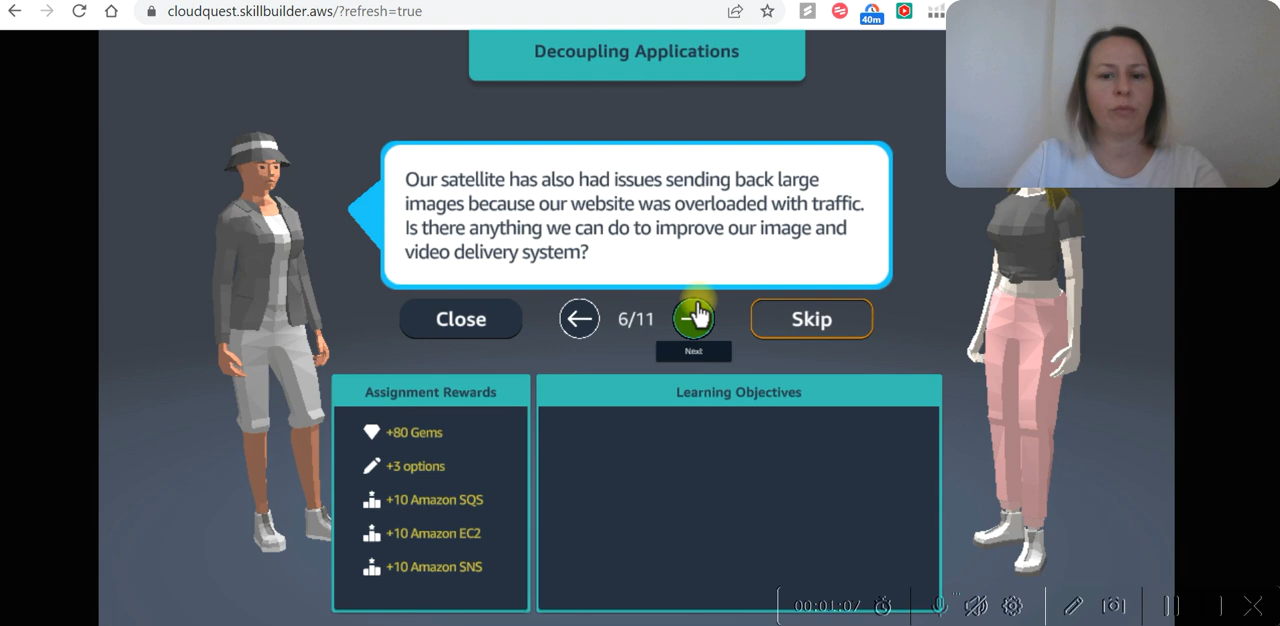 cloudquest.skillbuilder.aws/?refresh=true
40m
Decoupling Applications
Our satellite has also had issues sending back large
images because our website was overloaded with traffic.
Is there anything we can do to improve our image and
video delivery system?
Close
6/11
Skip
Next
Assignment Rewards
Learning Objectives
+80 Gems
+3 options
+10 Amazon SQS
+10 Amazon EC2
+10 Amazon SNS
00:01:07